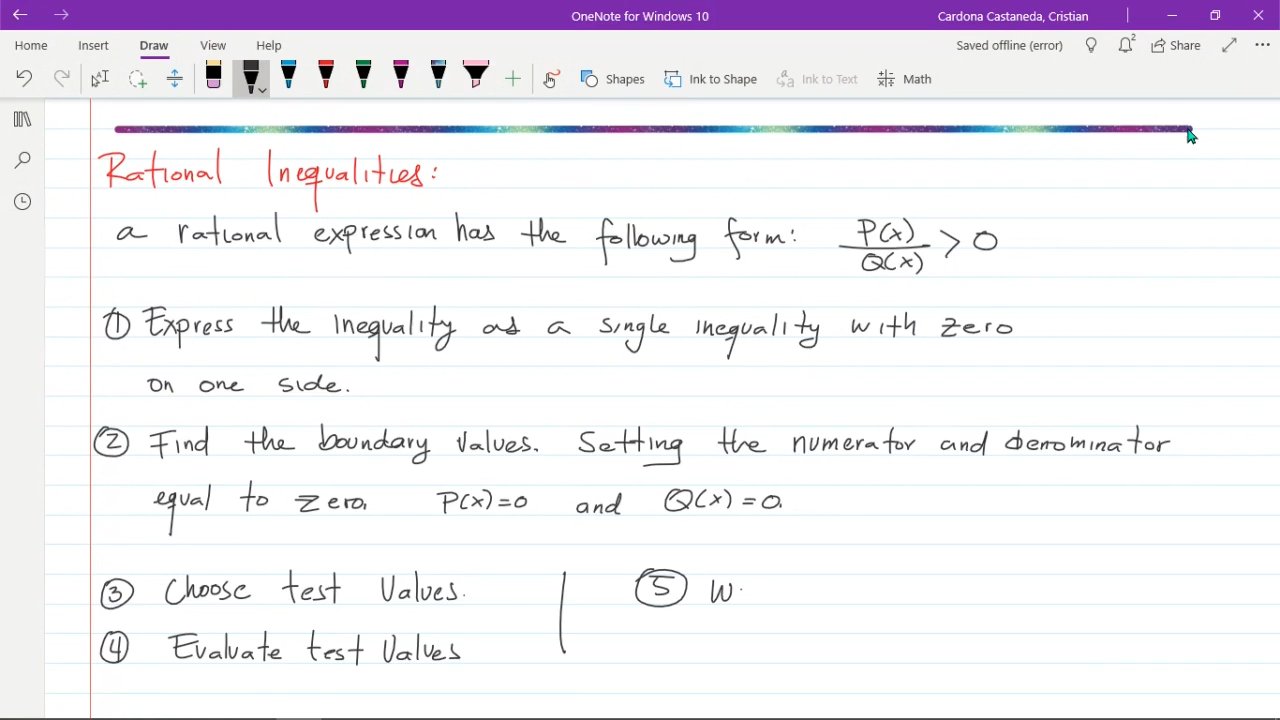 OneNote for Windows 10
Cardona Castaneda, Cristian
Home Insert Draw View Help
Saved offline (error)
Share
Shapes
Ink to Shape
Ink to Text
Math
Rational Inequalities:
a rational expression has the following form: P(x)/Q(x) > 0
① Express the inequality as a single inequality with zero
on one side.
② Find the boundary values. Setting the numerator and denominator
equal to zero. P(x)=0 and Q(x)=0.
③ Choose test Values.
⑤ W
④ Evaluate test Values